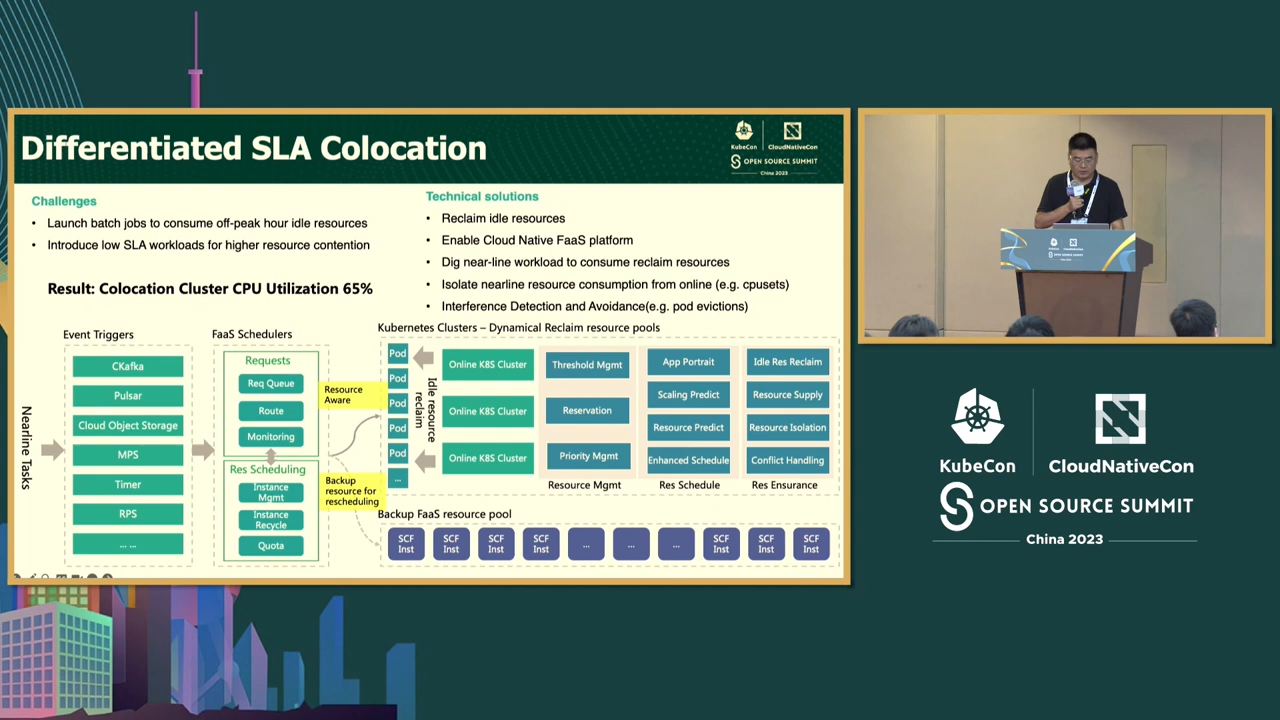 Differentiated SLA Colocation
KubeCon
CloudNativeCon
OPEN SOURCE SUMMIT
China 2023
Challenges
• Launch batch jobs to consume off-peak hour idle resources
• Introduce low SLA workloads for higher resource contention
Result: Colocation Cluster CPU Utilization 65%
Technical solutions
• Reclaim idle resources
• Enable Cloud Native FaaS platform
• Dig near-line workload to consume reclaim resources
• Isolate nearline resource consumption from online (e.g. cpusets)
• Interference Detection and Avoidance(e.g. pod evictions)
Nearline Tasks
Event Triggers
CKafka
Pulsar
Cloud Object Storage
MPS
Timer
RPS
... ...
FaaS Schedulers
Requests
Req Queue
Route
Monitoring
Res Scheduling
Instance
Mgmt
Instance
Recycle
Quota
Resource
Aware
Backup
resource for
rescheduling
Kubernetes Clusters – Dynamical Reclaim resource pools
Pod
Pod
Pod
Pod
Pod
...
Idle resource
reclaim
Online K8S Cluster
Online K8S Cluster
Online K8S Cluster
Threshold Mgmt
Reservation
Priority Mgmt
Resource Mgmt
App Portrait
Scaling Predict
Resource Predict
Enhanced Schedule
Res Schedule
Idle Res Reclaim
Resource Supply
Resource Isolation
Conflict Handling
Res Ensurance
Backup FaaS resource pool
SCF
Inst
SCF
Inst
SCF
Inst
SCF
Inst
...
...
...
SCF
Inst
SCF
Inst
SCF
Inst
KubeCon
CloudNativeCon
OPEN SOURCE SUMMIT
China 2023